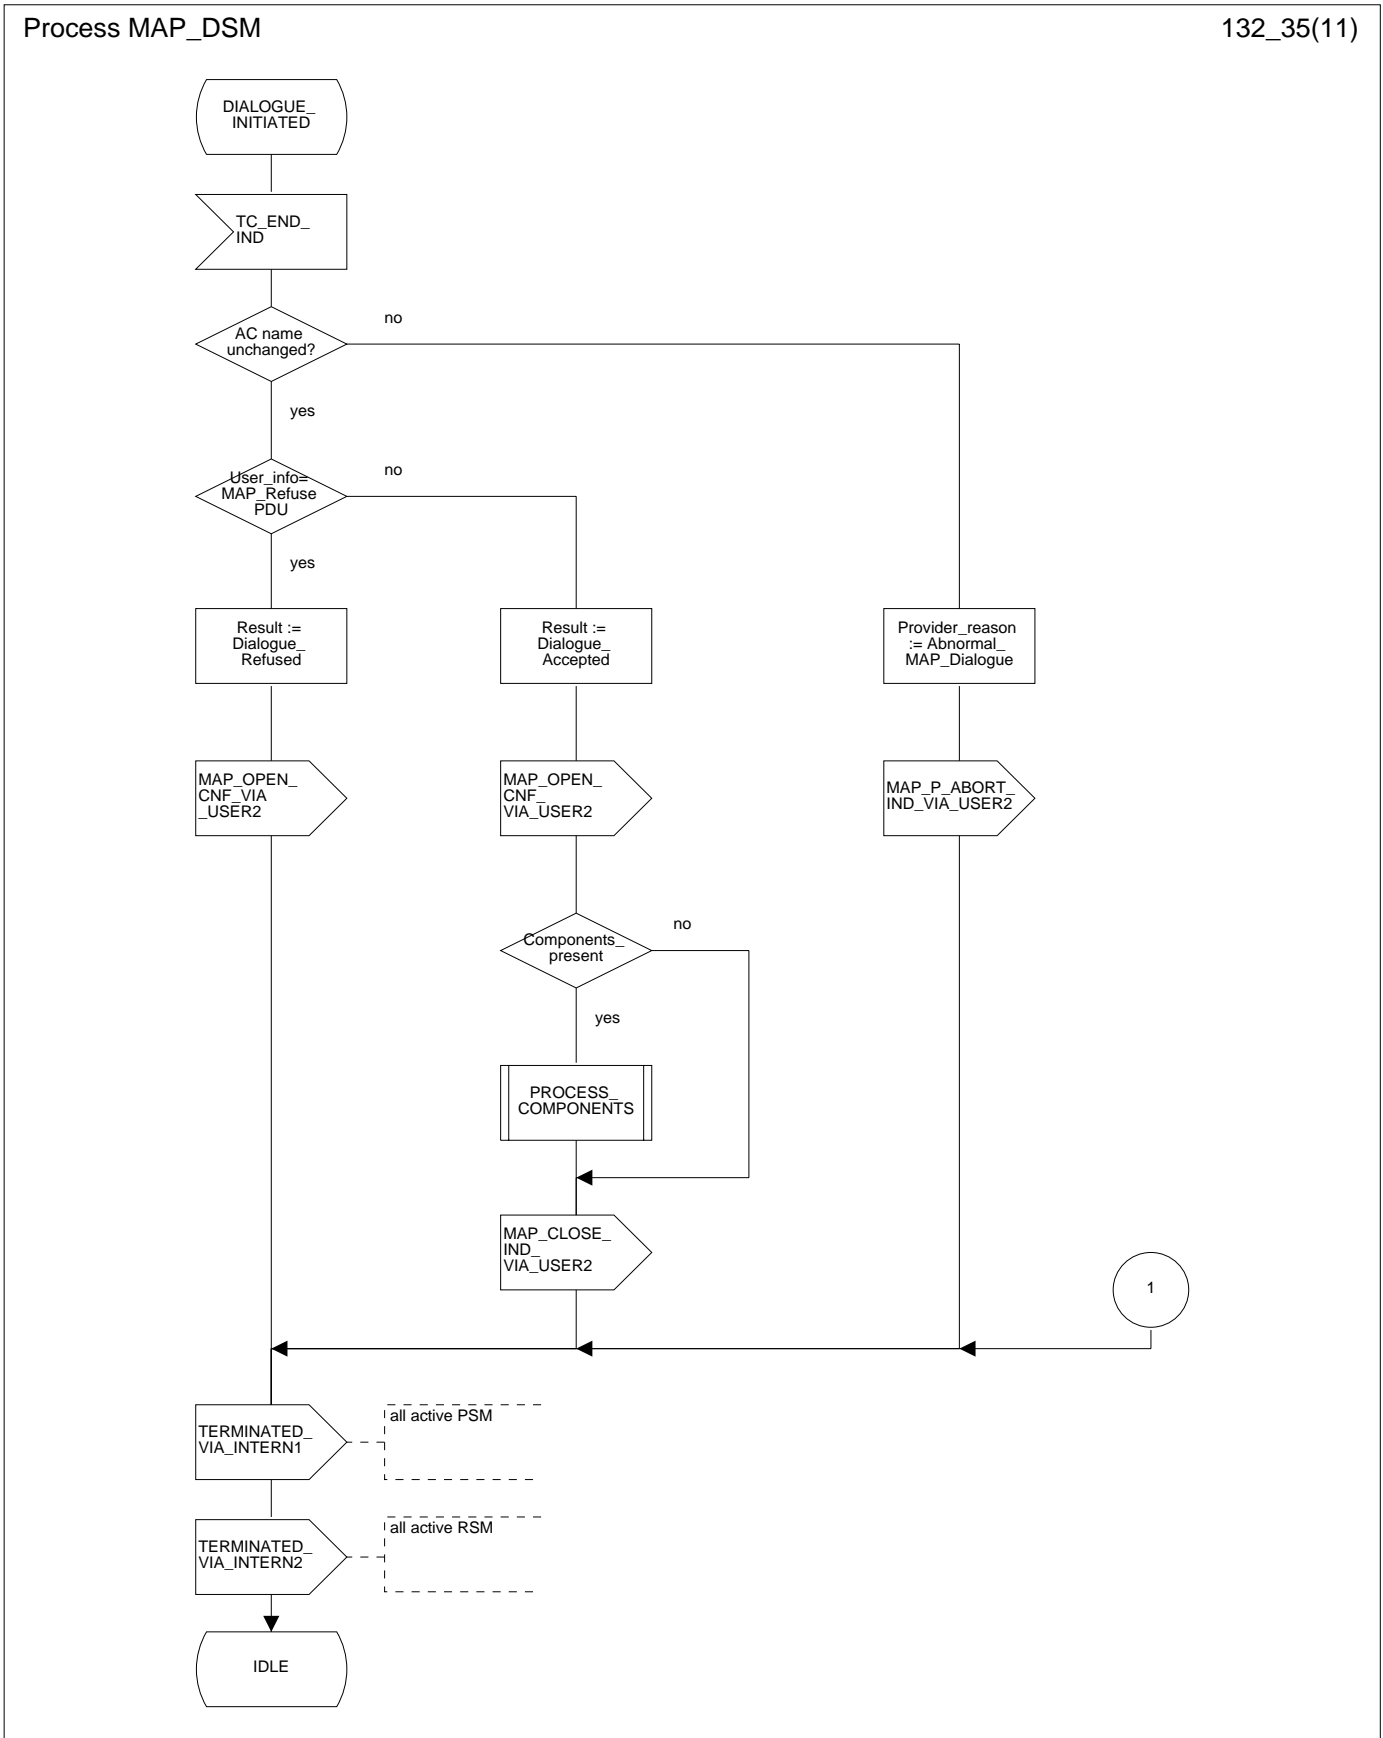 Process MAP_DSM
132_35(11)
DIALOGUE_
INITIATED
TC_END_
IND
AC name
unchanged?
no
yes
User_info=
MAP_Refuse
PDU
no
yes
Result :=
Dialogue_
Refused
Result :=
Dialogue_
Accepted
Provider_reason
:= Abnormal_
MAP_Dialogue
MAP_OPEN_
CNF_VIA
_USER2
MAP_OPEN_
CNF_
VIA_USER2
MAP_P_ABORT_
IND_VIA_USER2
Components_
present
no
yes
PROCESS_
COMPONENTS
MAP_CLOSE_
IND_
VIA_USER2
1
TERMINATED_
VIA_INTERN1
all active PSM
TERMINATED_
VIA_INTERN2
all active RSM
IDLE